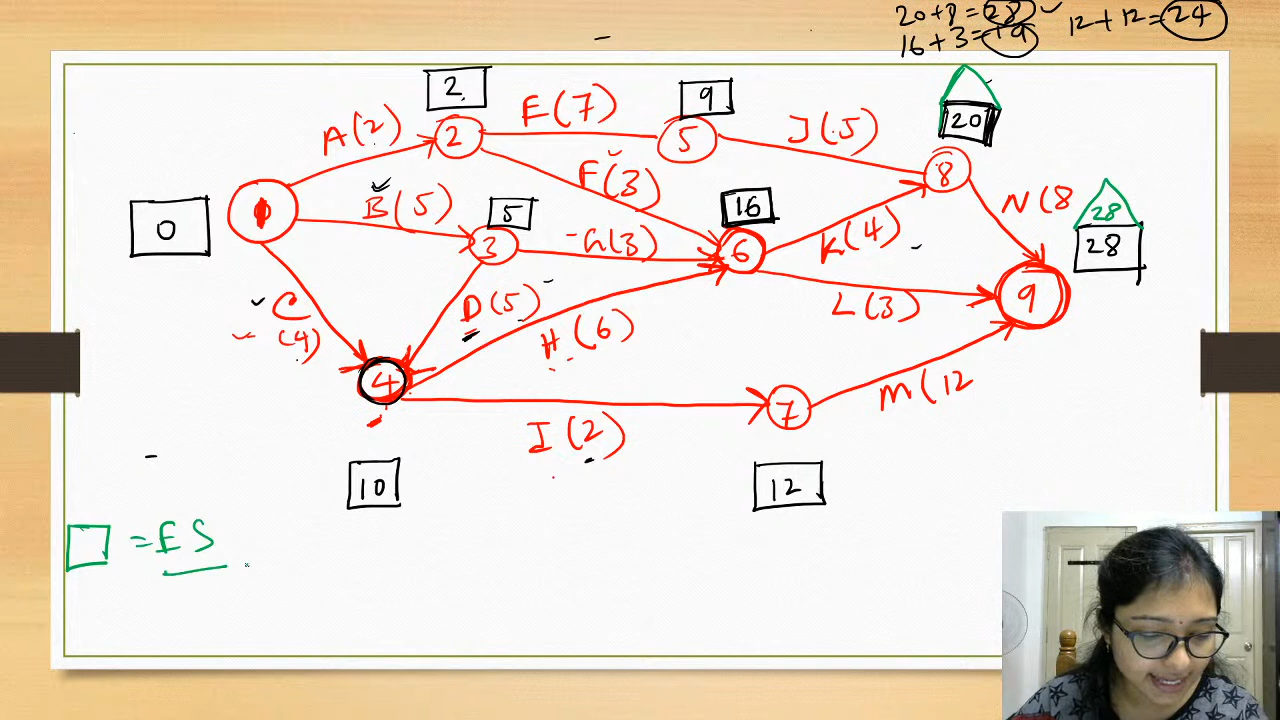 20+8=28
16+3=19
12+12=24
2
9
20
E(7)
A(2)
2
5
J(5)
8
F(3)
B(5)
5
16
N(8
28
28
0
3
G(3)
6
K(4)
9
C
(4)
D(5)
H(6)
L(3)
4
M(12
7
I(2)
10
12
=ES